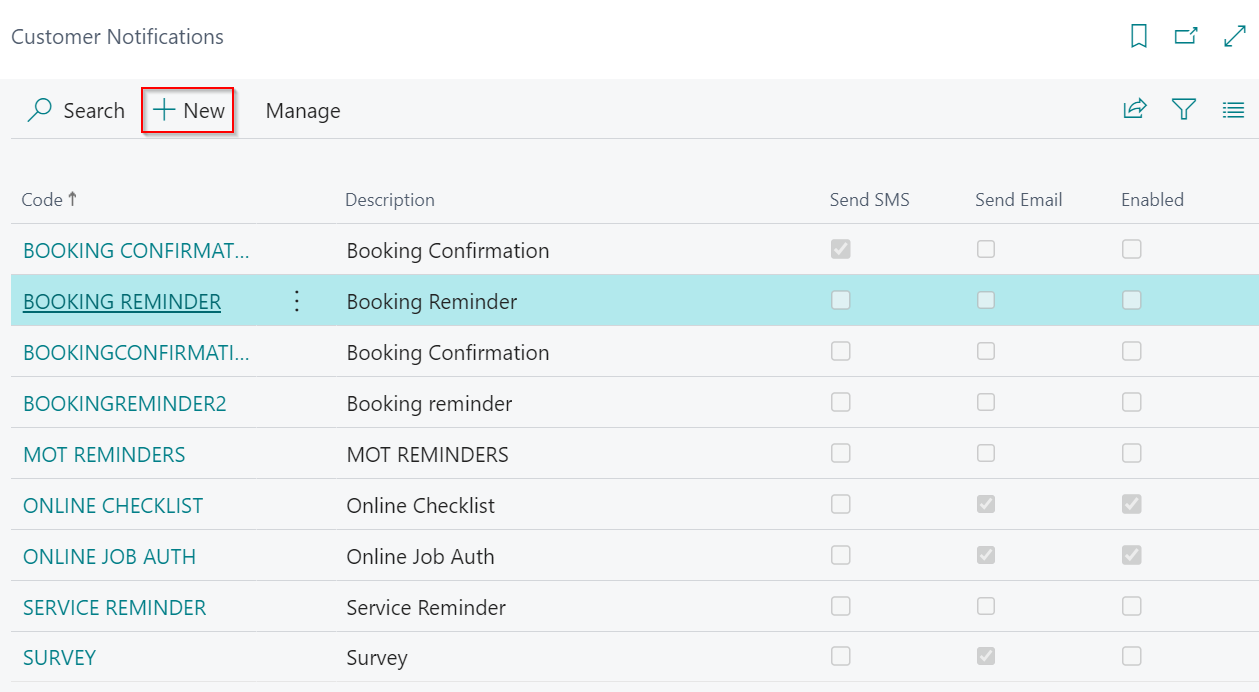 Customer Notifications
Search New Manage
Code ↑ Description Send SMS Send Email Enabled
BOOKING CONFIRMAT... Booking Confirmation
BOOKING REMINDER Booking Reminder
BOOKINGCONFIRMATI... Booking Confirmation
BOOKINGREMINDER2 Booking reminder
MOT REMINDERS MOT REMINDERS
ONLINE CHECKLIST Online Checklist
ONLINE JOB AUTH Online Job Auth
SERVICE REMINDER Service Reminder
SURVEY Survey